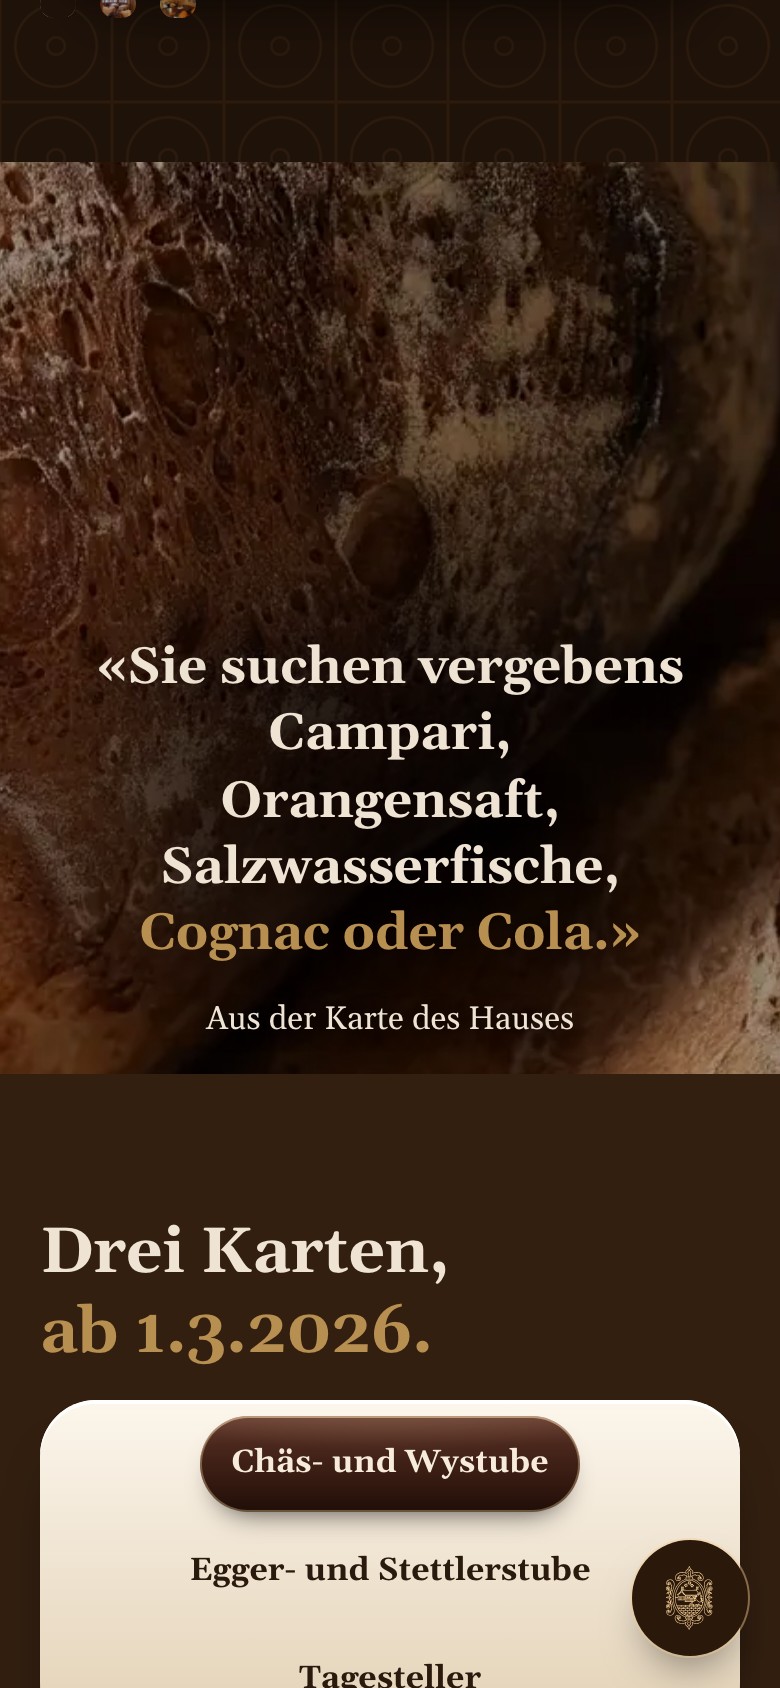 «Sie suchen vergebens
Campari,
Orangensaft,
Salzwasserfische,
Cognac oder Cola.»
Aus der Karte des Hauses
Drei Karten,
ab 1.3.2026.
Chäs- und Wystube
Egger- und Stettlerstube
Tagesteller